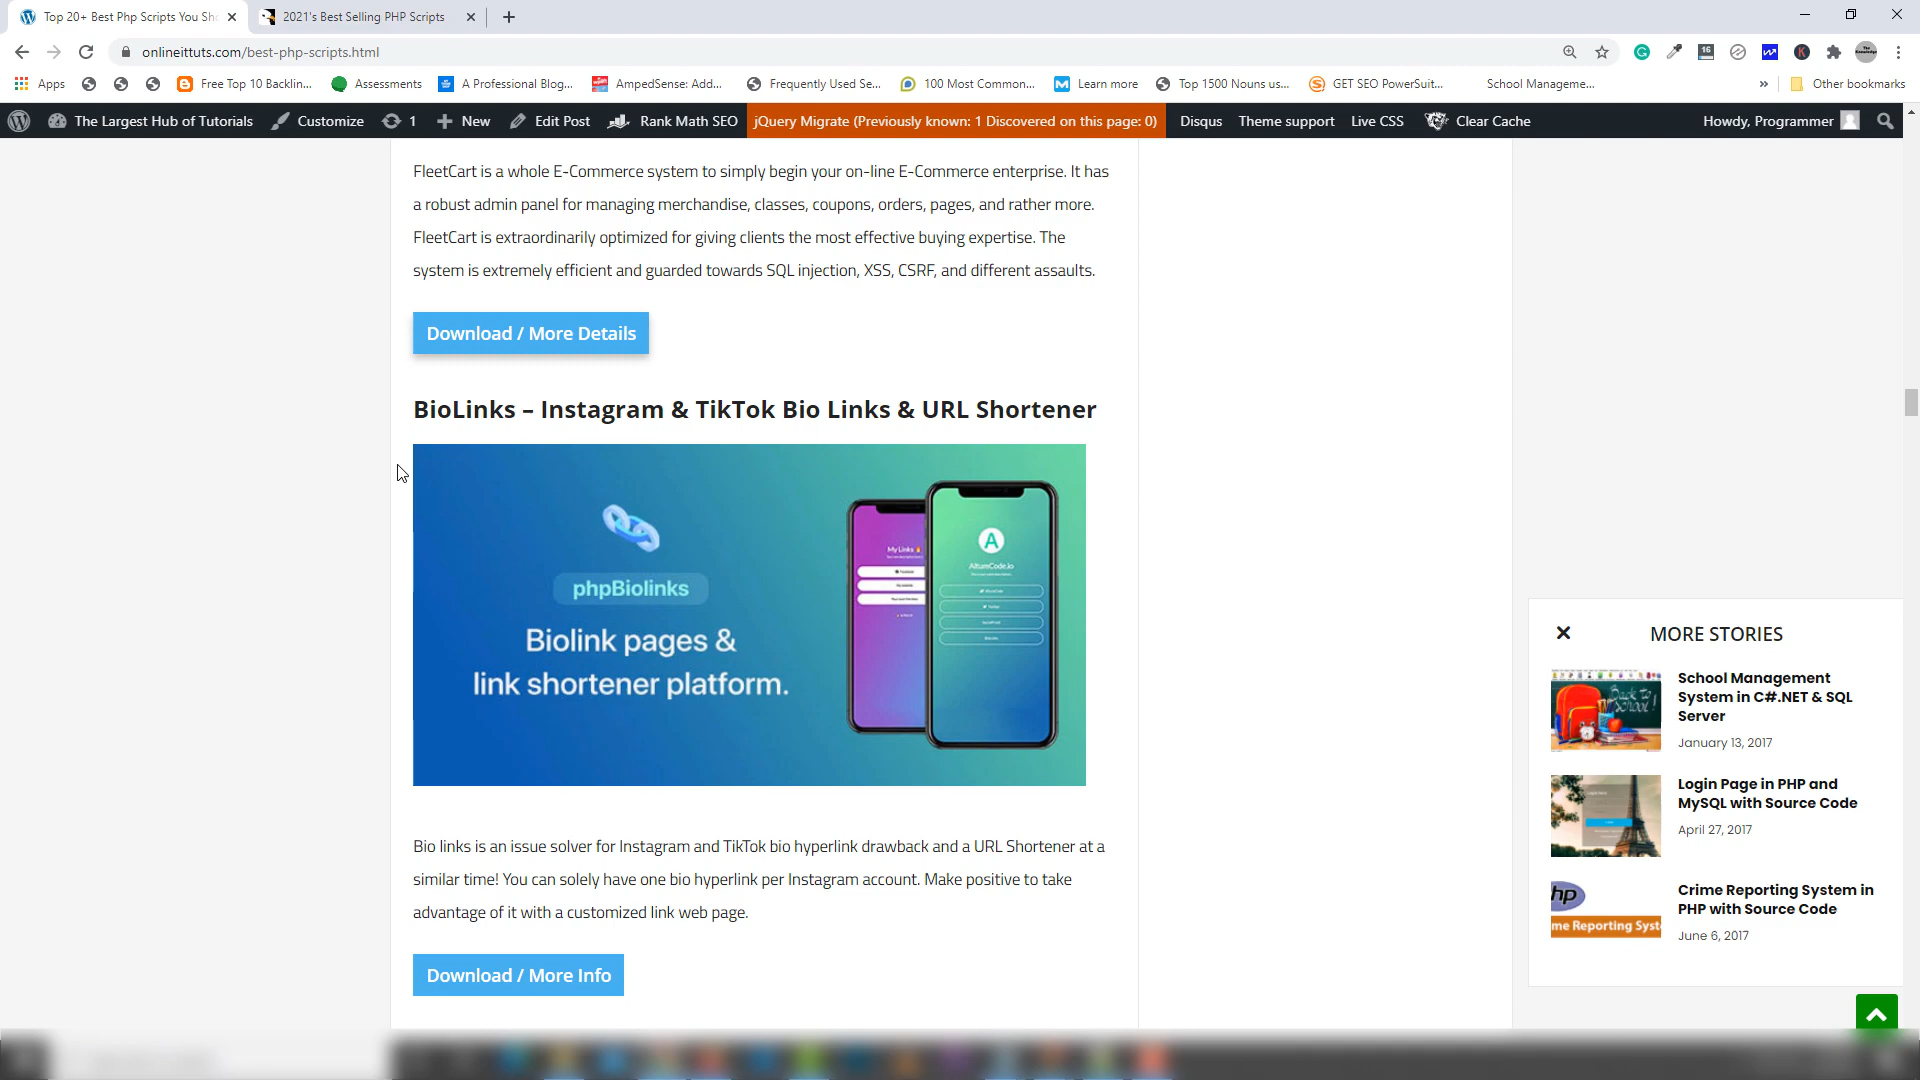 Top 20+ Best Php Scripts You Sho
2021's Best Selling PHP Scripts
onlineittuts.com/best-php-scripts.html
Apps
Free Top 10 Backlin...
Assessments
A Professional Blog...
AmpedSense: Add...
Frequently Used Se...
100 Most Common...
Learn more
Top 1500 Nouns us...
GET SEO PowerSuit...
School Manageme...
»
Other bookmarks
The Largest Hub of Tutorials
Customize
1
New
Edit Post
Rank Math SEO
jQuery Migrate (Previously known: 1 Discovered on this page: 0)
Disqus
Theme support
Live CSS
Clear Cache
Howdy, Programmer
FleetCart is a whole E-Commerce system to simply begin your on-line E-Commerce enterprise. It has
a robust admin panel for managing merchandise, classes, coupons, orders, pages, and rather more.
FleetCart is extraordinarily optimized for giving clients the most effective buying expertise. The
system is extremely efficient and guarded towards SQL injection, XSS, CSRF, and different assaults.
Download / More Details
BioLinks – Instagram & TikTok Bio Links & URL Shortener
phpBiolinks
Biolink pages &
link shortener platform.
My Links
A
AltumCode.io
Bio links is an issue solver for Instagram and TikTok bio hyperlink drawback and a URL Shortener at a
similar time! You can solely have one bio hyperlink per Instagram account. Make positive to take
advantage of it with a customized link web page.
Download / More Info
MORE STORIES
Back to
School!
School Management
System in C#.NET & SQL
Server
January 13, 2017
Login Page in PHP and
MySQL with Source Code
April 27, 2017
hp
me Reporting Syst
Crime Reporting System in
PHP with Source Code
June 6, 2017